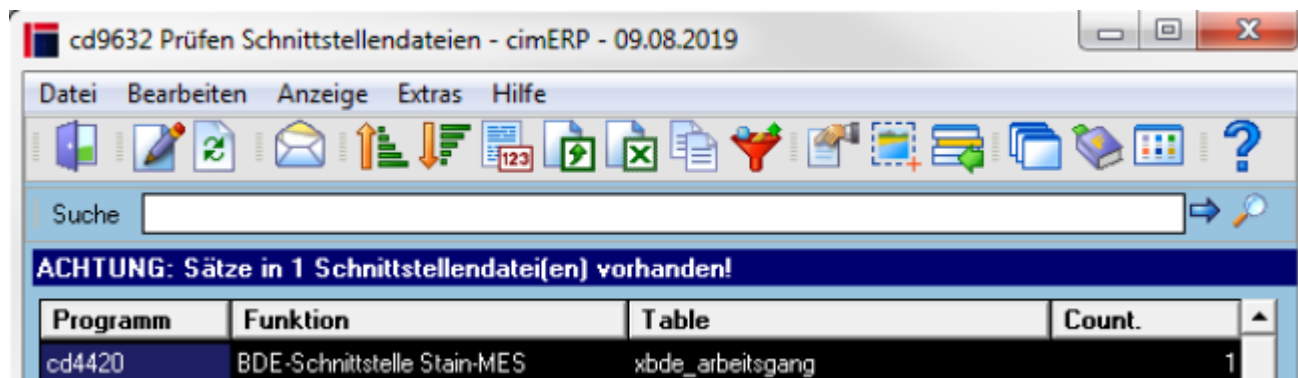 cd9632 Prüfen Schnittstellendateien - cimERP - 09.08.2019
Datei Bearbeiten Anzeige Extras Hilfe
123
Suche
ACHTUNG: Sätze in 1 Schnittstellendatei(en) vorhanden!
Programm Funktion Table Count.
cd4420 BDE-Schnittstelle Stain-MES xbde_arbeitsgang 1